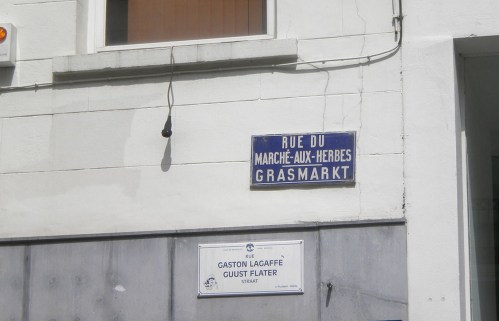 RUE DU
MARCHÉ-AUX-HERBES
GRASMARKT
RUE
GASTON LAGAFFE
GUUST FLATER
STRAAT